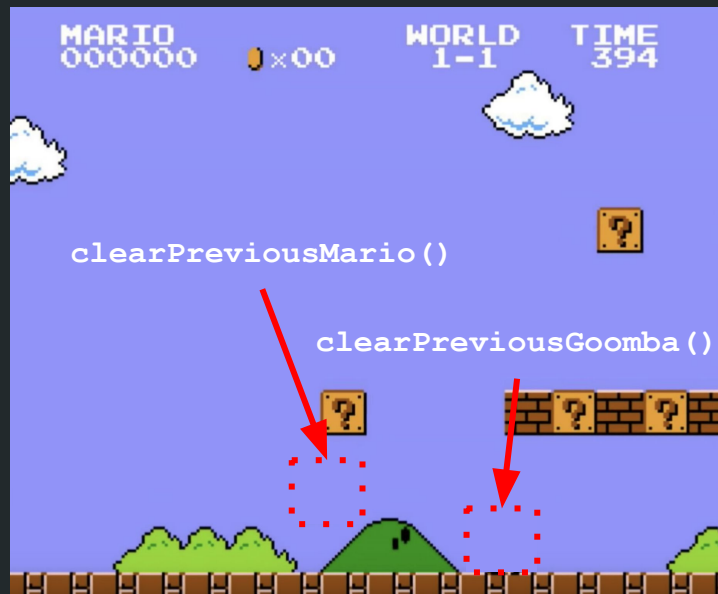 MARIO WORLD TIME
000000 ×00 1-1 394
?
clearPreviousMario()
clearPreviousGoomba()
? ? ?